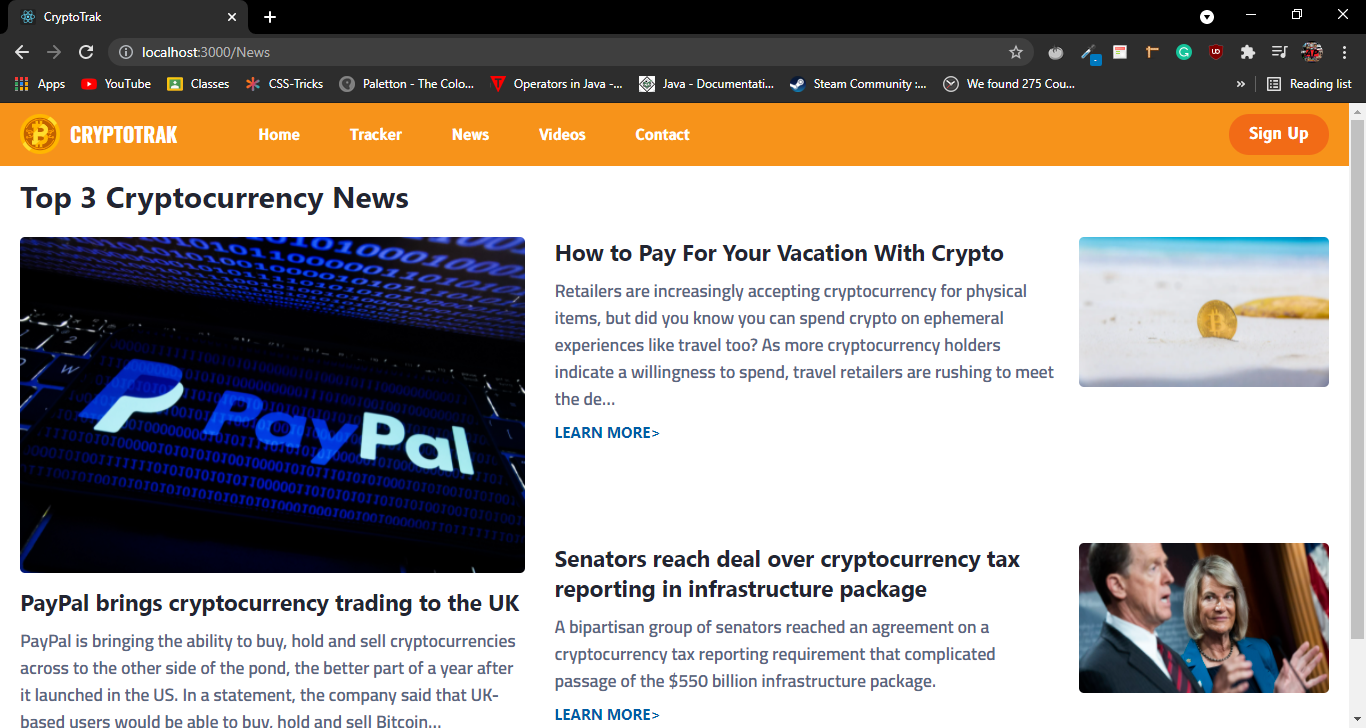 CryptoTrak
localhost:3000/News
Apps
YouTube
Classes
CSS-Tricks
Paletton - The Colo...
Operators in Java -...
Java - Documentati...
Steam Community :...
We found 275 Cou...
»
Reading list
CRYPTOTRAK
Home
Tracker
News
Videos
Contact
Sign Up
Top 3 Cryptocurrency News
PayPal
PayPal brings cryptocurrency trading to the UK
PayPal is bringing the ability to buy, hold and sell cryptocurrencies
across to the other side of the pond, the better part of a year after
it launched in the US. In a statement, the company said that UK-
based users would be able to buy, hold and sell Bitcoin…
How to Pay For Your Vacation With Crypto
Retailers are increasingly accepting cryptocurrency for physical
items, but did you know you can spend crypto on ephemeral
experiences like travel too? As more cryptocurrency holders
indicate a willingness to spend, travel retailers are rushing to meet
the de…
LEARN MORE>
Senators reach deal over cryptocurrency tax
reporting in infrastructure package
A bipartisan group of senators reached an agreement on a
cryptocurrency tax reporting requirement that complicated
passage of the $550 billion infrastructure package.
LEARN MORE>